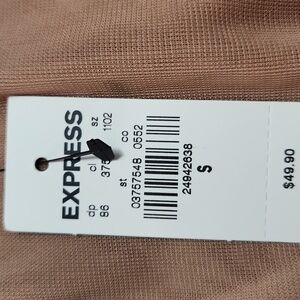 EXPRESS
dp cl sz
86 375 1102
st co
03757548 0552
24942638
S
$49.90